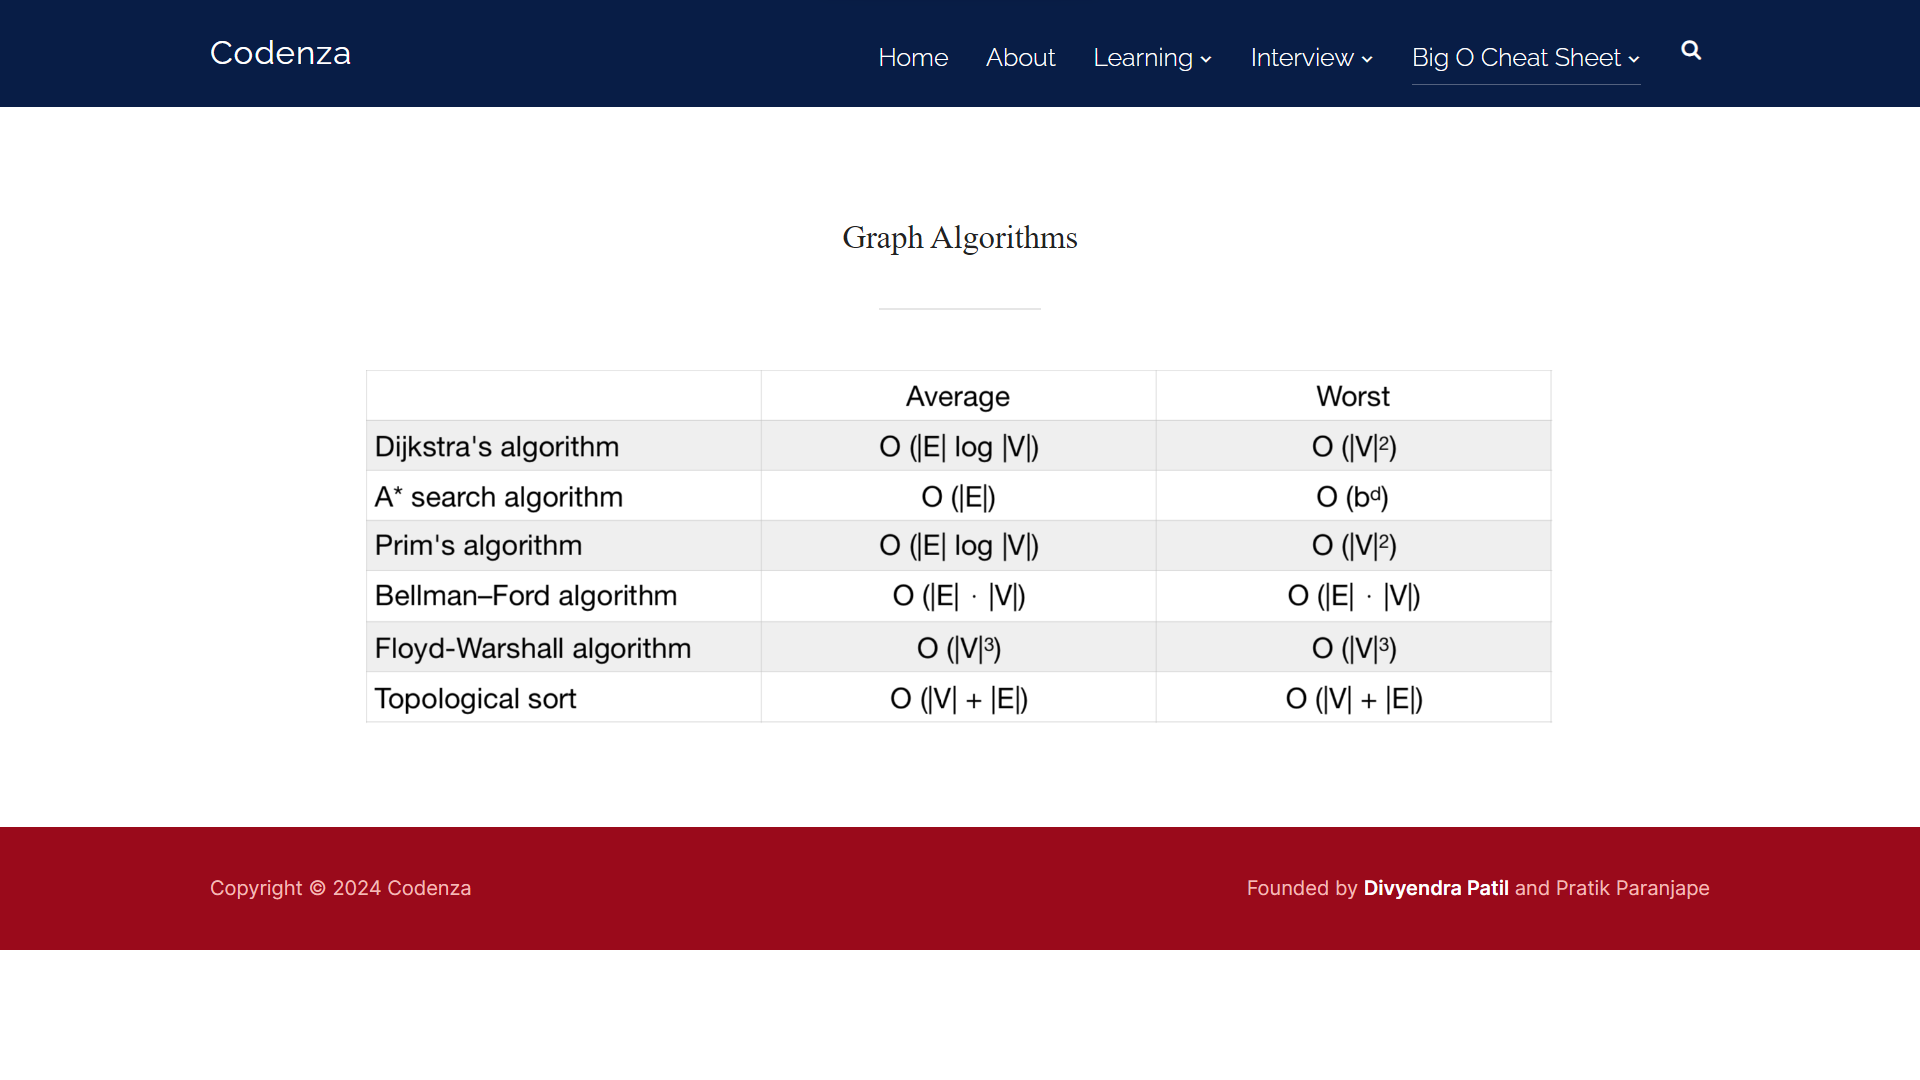 Codenza
Home About Learning Interview Big O Cheat Sheet
Graph Algorithms
Average Worst
Dijkstra's algorithm O (|E| log |V|) O (|V|²)
A* search algorithm O (|E|) O (bᵈ)
Prim's algorithm O (|E| log |V|) O (|V|²)
Bellman–Ford algorithm O (|E| · |V|) O (|E| · |V|)
Floyd-Warshall algorithm O (|V|³) O (|V|³)
Topological sort O (|V| + |E|) O (|V| + |E|)
Copyright © 2024 Codenza
Founded by Divyendra Patil and Pratik Paranjape